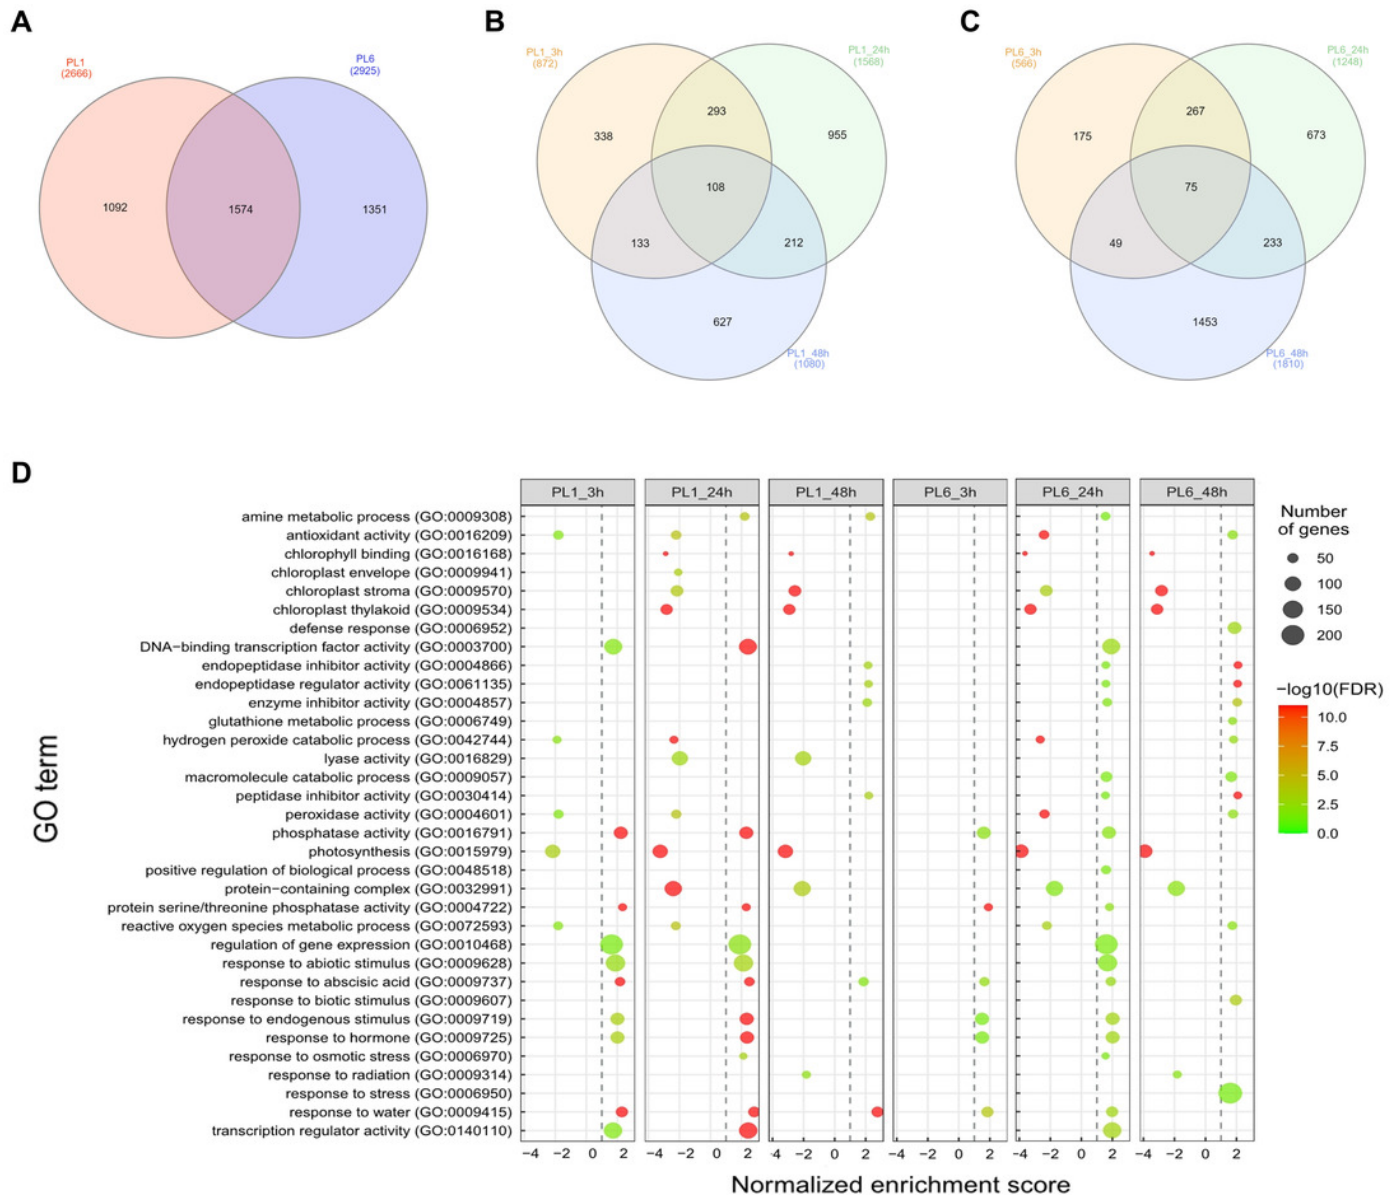 A
B
C
PL1
(2666)
PL6
(2925)
1092
1574
1351
PL1_3h
(872)
PL1_24h
(1568)
338
293
955
108
133
212
627
PL1_48h
(1080)
PL6_3h
(566)
PL6_24h
(1248)
175
267
673
75
49
233
1453
PL6_48h
(1810)
D
PL1_3h PL1_24h PL1_48h PL6_3h PL6_24h PL6_48h
GO term
amine metabolic process (GO:0009308)
antioxidant activity (GO:0016209)
chlorophyll binding (GO:0016168)
chloroplast envelope (GO:0009941)
chloroplast stroma (GO:0009570)
chloroplast thylakoid (GO:0009534)
defense response (GO:0006952)
DNA−binding transcription factor activity (GO:0003700)
endopeptidase inhibitor activity (GO:0004866)
endopeptidase regulator activity (GO:0061135)
enzyme inhibitor activity (GO:0004857)
glutathione metabolic process (GO:0006749)
hydrogen peroxide catabolic process (GO:0042744)
lyase activity (GO:0016829)
macromolecule catabolic process (GO:0009057)
peptidase inhibitor activity (GO:0030414)
peroxidase activity (GO:0004601)
phosphatase activity (GO:0016791)
photosynthesis (GO:0015979)
positive regulation of biological process (GO:0048518)
protein−containing complex (GO:0032991)
protein serine/threonine phosphatase activity (GO:0004722)
reactive oxygen species metabolic process (GO:0072593)
regulation of gene expression (GO:0010468)
response to abiotic stimulus (GO:0009628)
response to abscisic acid (GO:0009737)
response to biotic stimulus (GO:0009607)
response to endogenous stimulus (GO:0009719)
response to hormone (GO:0009725)
response to osmotic stress (GO:0006970)
response to radiation (GO:0009314)
response to stress (GO:0006950)
response to water (GO:0009415)
transcription regulator activity (GO:0140110)
−4 −2 0 2 −4 −2 0 2 −4 −2 0 2 −4 −2 0 2 −4 −2 0 2 −4 −2 0 2
Normalized enrichment score
Number
of genes
50
100
150
200
−log10(FDR)
10.0
7.5
5.0
2.5
0.0